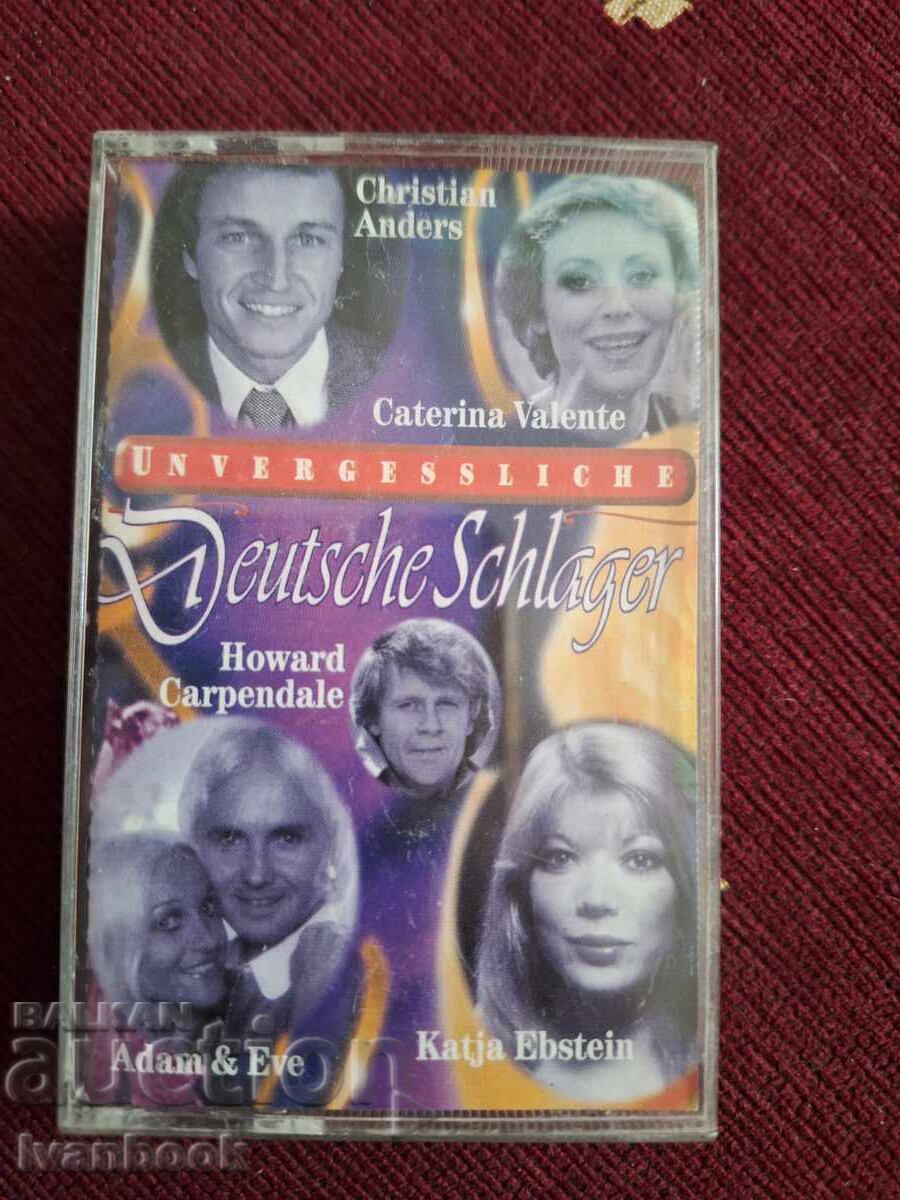 Christian
Anders
Caterina Valente
UNVERGESSLICHE
Deutsche Schlager
Howard
Carpendale
Adam & Eve
Katja Ebstein
BALKAN
auction
Ivanbook